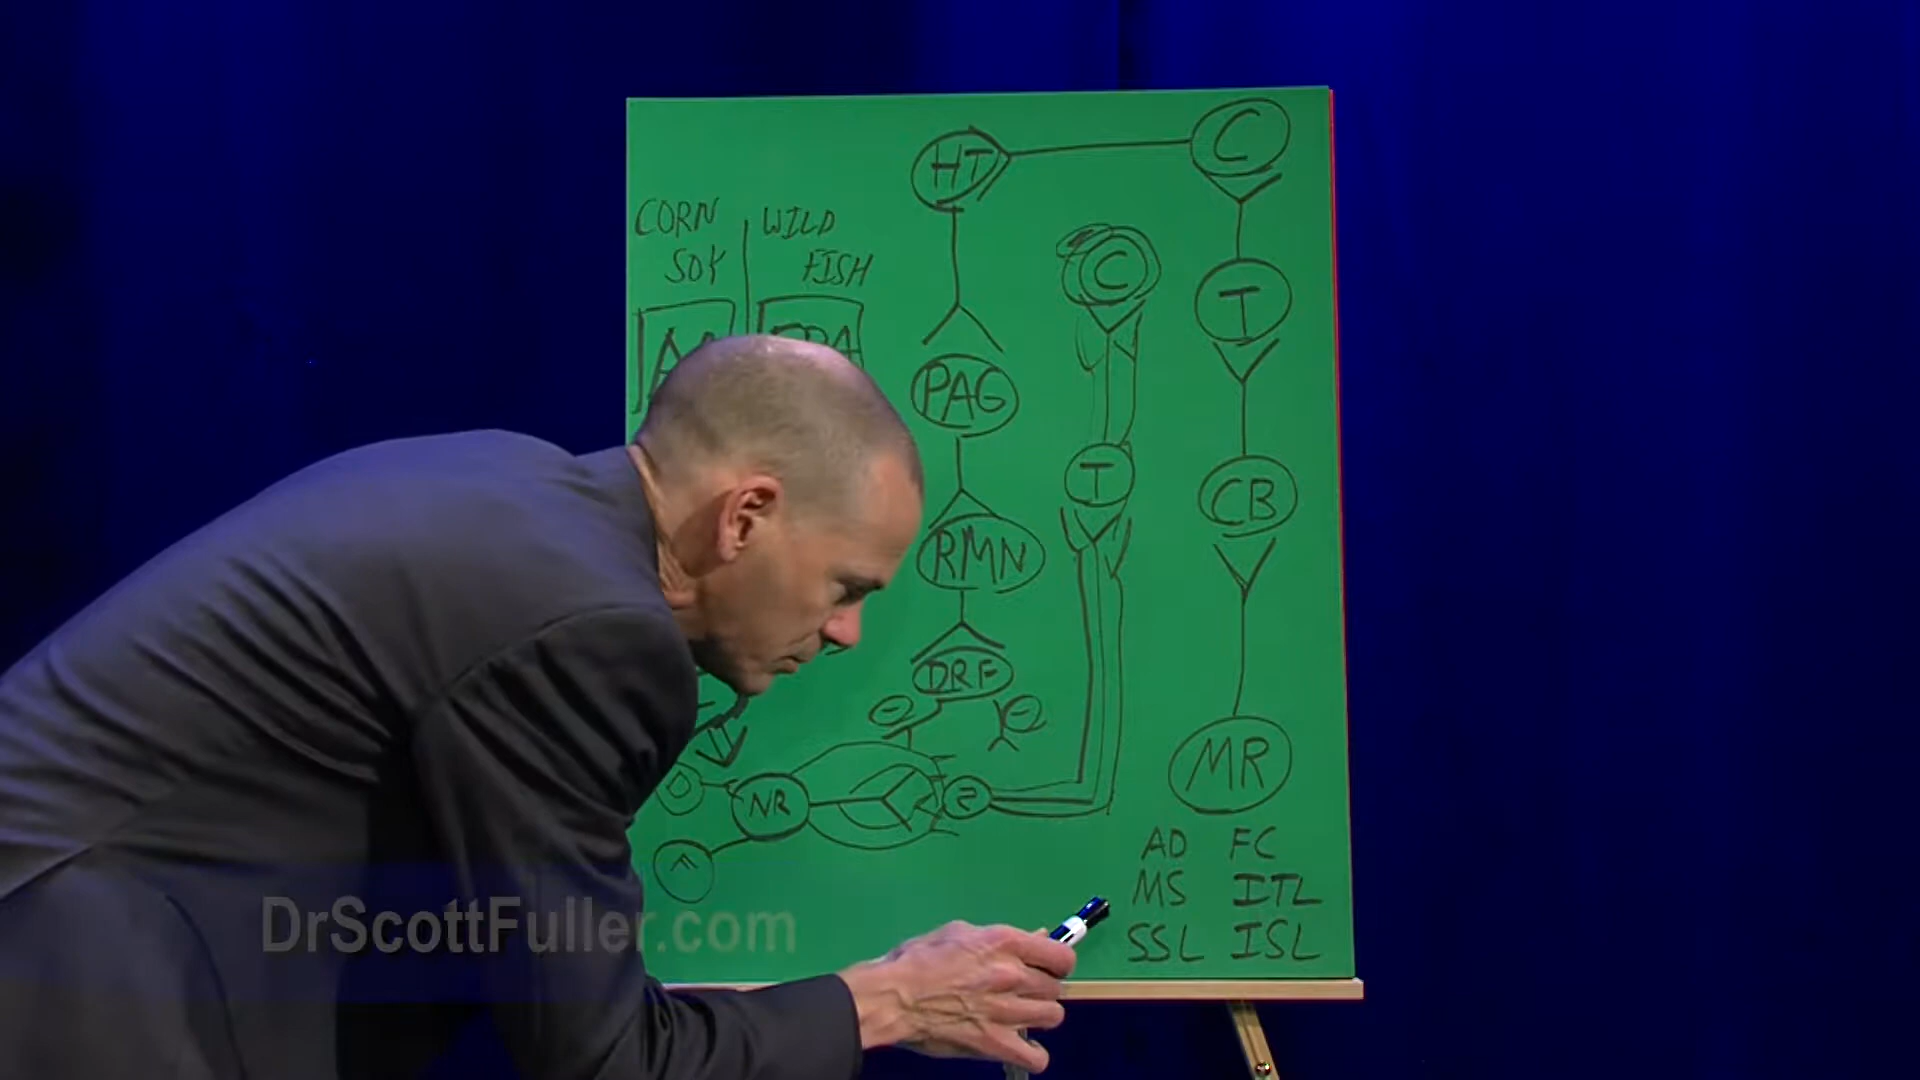 C
HT
CORN
SOY
WILD
FISH
C
T
PAG
T
CB
RMN
DRF
MR
D
NR
2
AD FC
MS ITL
SSL ISL
DrScottFuller.com